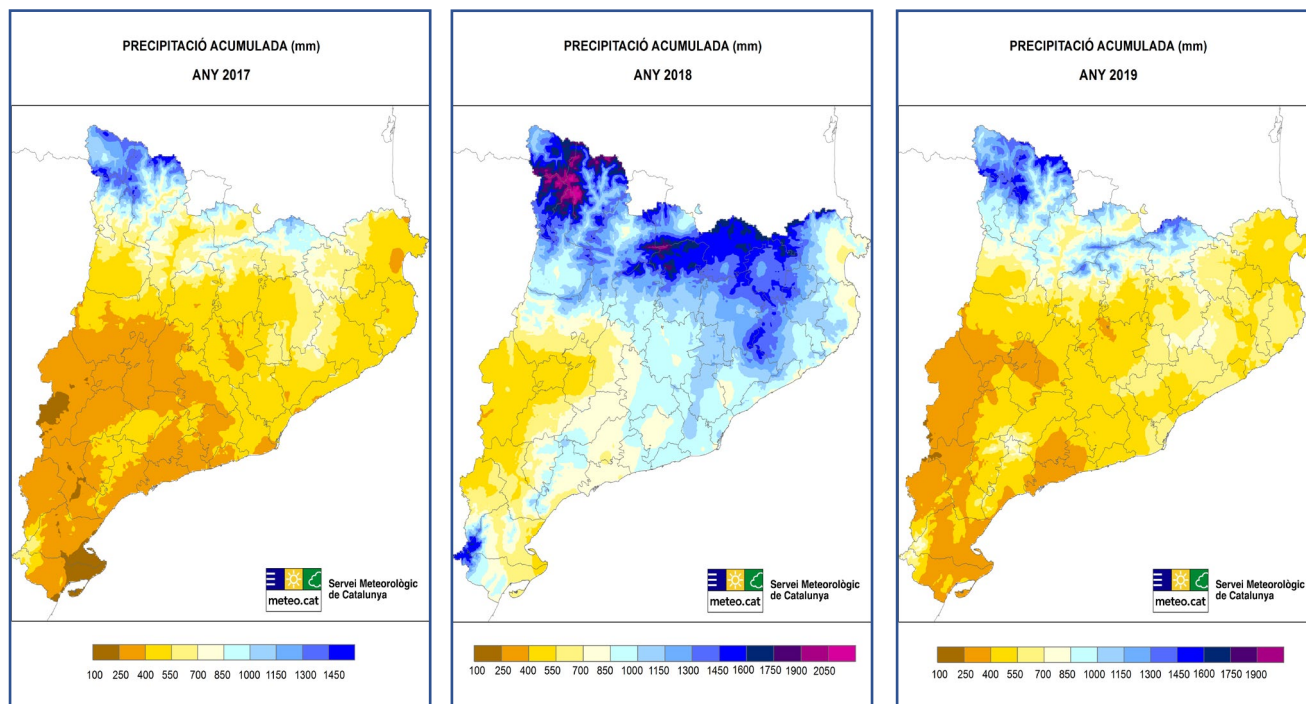 PRECIPITACIÓ ACUMULADA (mm)
ANY 2017
Servei Meteorològic
de Catalunya
meteo.cat
100 250 400 550 700 850 1000 1150 1300 1450
PRECIPITACIÓ ACUMULADA (mm)
ANY 2018
Servei Meteorològic
de Catalunya
meteo.cat
100 250 400 550 700 850 1000 1150 1300 1450 1600 1750 1900 2050
PRECIPITACIÓ ACUMULADA (mm)
ANY 2019
Servei Meteorològic
de Catalunya
meteo.cat
100 250 400 550 700 850 1000 1150 1300 1450 1600 1750 1900